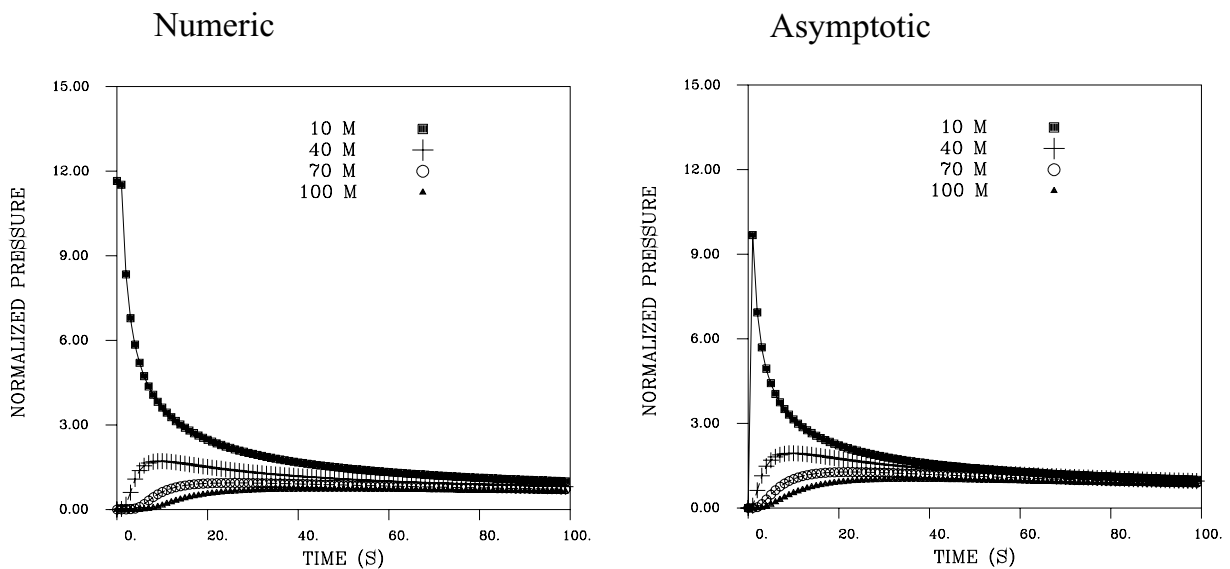 Numeric
15.00
12.00
9.00
6.00
3.00
0.00
NORMALIZED PRESSURE
10 M
40 M
70 M
100 M
0.
20.
40.
60.
80.
100.
TIME (S)
Asymptotic
15.00
12.00
9.00
6.00
3.00
0.00
NORMALIZED PRESSURE
10 M
40 M
70 M
100 M
0.
20.
40.
60.
80.
100.
TIME (S)